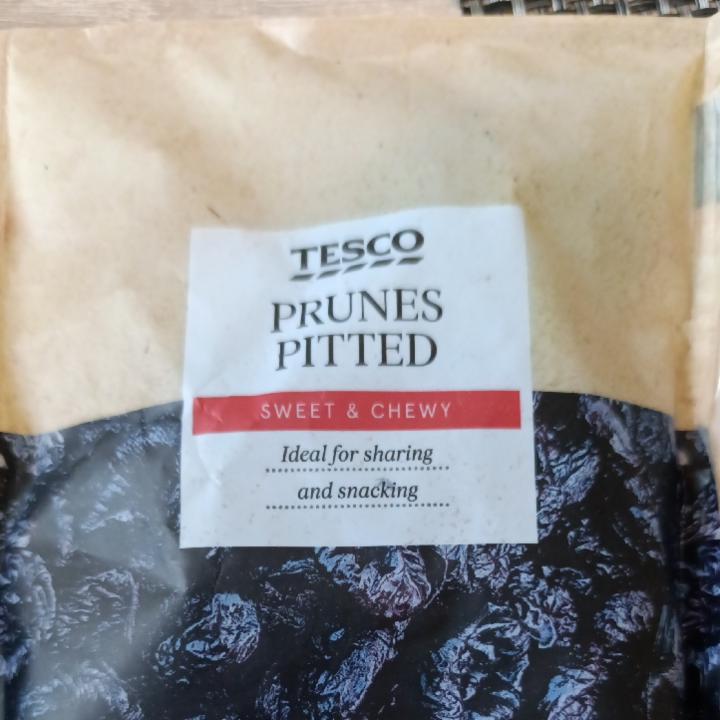 TESCO
PRUNES
PITTED
SWEET & CHEWY
Ideal for sharing
and snacking